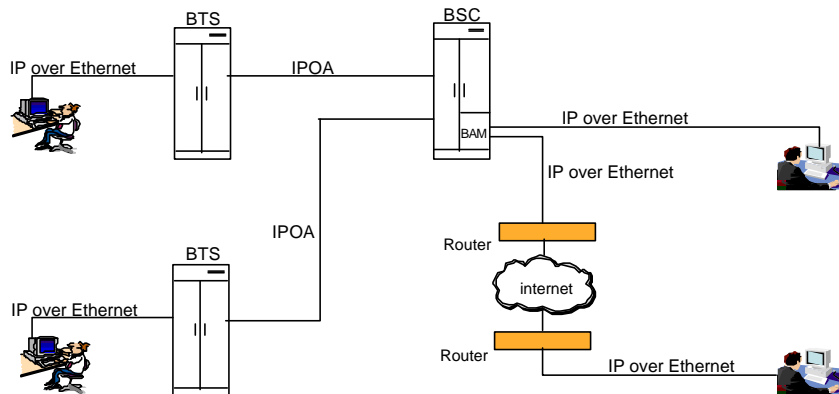 BTS
BSC
IP over Ethernet
IPOA
IP over Ethernet
BAM
IP over Ethernet
IPOA
BTS
Router
internet
IP over Ethernet
Router
IP over Ethernet